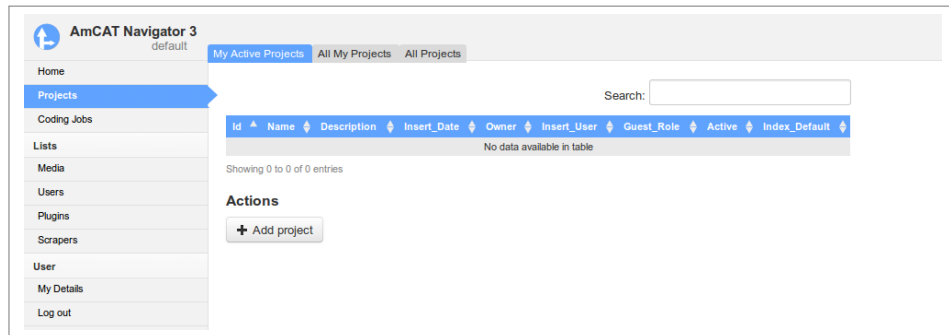 AmCAT Navigator 3
default
Home
Projects
Coding Jobs
Lists
Media
Users
Plugins
Scrapers
User
My Details
Log out
My Active Projects All My Projects All Projects
Search:
Id Name Description Insert_Date Owner Insert_User Guest_Role Active Index_Default
No data available in table
Showing 0 to 0 of 0 entries
Actions
Add project